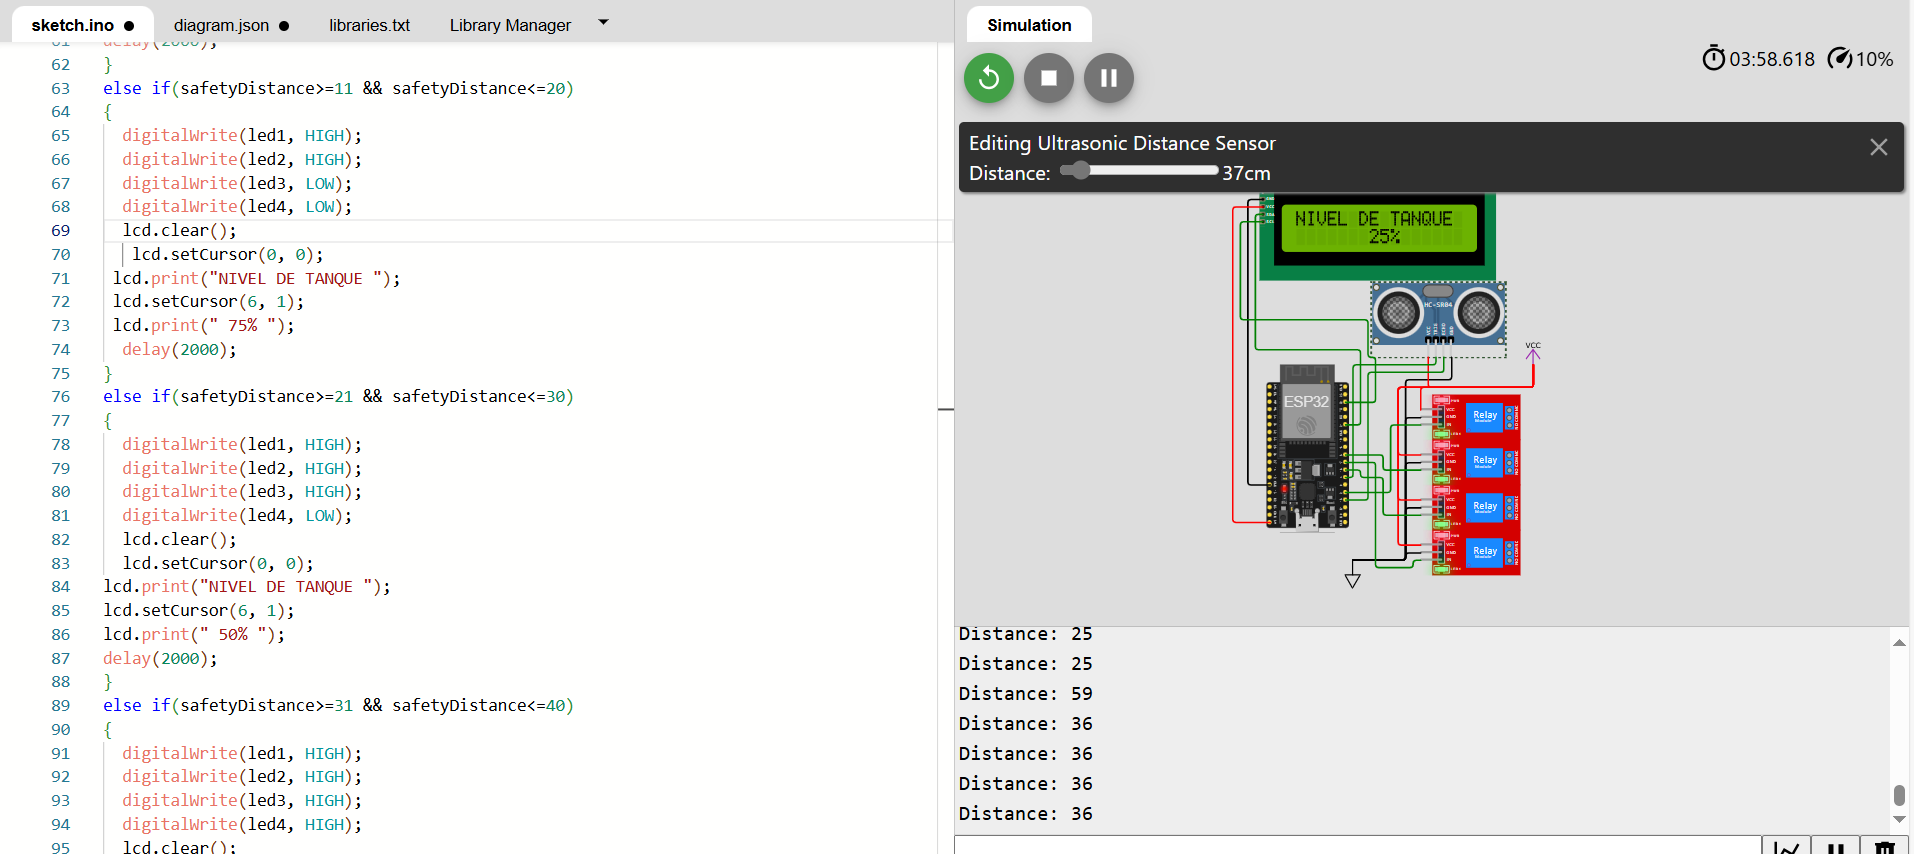 sketch.ino
diagram.json
libraries.txt
Library Manager
61 delay(2000);
62 }
63 else if(safetyDistance>=11 && safetyDistance<=20)
64 {
65 digitalWrite(led1, HIGH);
66 digitalWrite(led2, HIGH);
67 digitalWrite(led3, LOW);
68 digitalWrite(led4, LOW);
69 lcd.clear();
70 lcd.setCursor(0, 0);
71 lcd.print("NIVEL DE TANQUE ");
72 lcd.setCursor(6, 1);
73 lcd.print(" 75% ");
74 delay(2000);
75 }
76 else if(safetyDistance>=21 && safetyDistance<=30)
77 {
78 digitalWrite(led1, HIGH);
79 digitalWrite(led2, HIGH);
80 digitalWrite(led3, HIGH);
81 digitalWrite(led4, LOW);
82 lcd.clear();
83 lcd.setCursor(0, 0);
84 lcd.print("NIVEL DE TANQUE ");
85 lcd.setCursor(6, 1);
86 lcd.print(" 50% ");
87 delay(2000);
88 }
89 else if(safetyDistance>=31 && safetyDistance<=40)
90 {
91 digitalWrite(led1, HIGH);
92 digitalWrite(led2, HIGH);
93 digitalWrite(led3, HIGH);
94 digitalWrite(led4, HIGH);
95 lcd.clear();
Simulation
03:58.618
10%
Editing Ultrasonic Distance Sensor
Distance: 37cm
NIVEL DE TANQUE
25%
HC-SR04
VCC
ESP32
Relay
Module
Relay
Module
Relay
Module
Relay
Module
Distance: 25
Distance: 25
Distance: 59
Distance: 36
Distance: 36
Distance: 36
Distance: 36